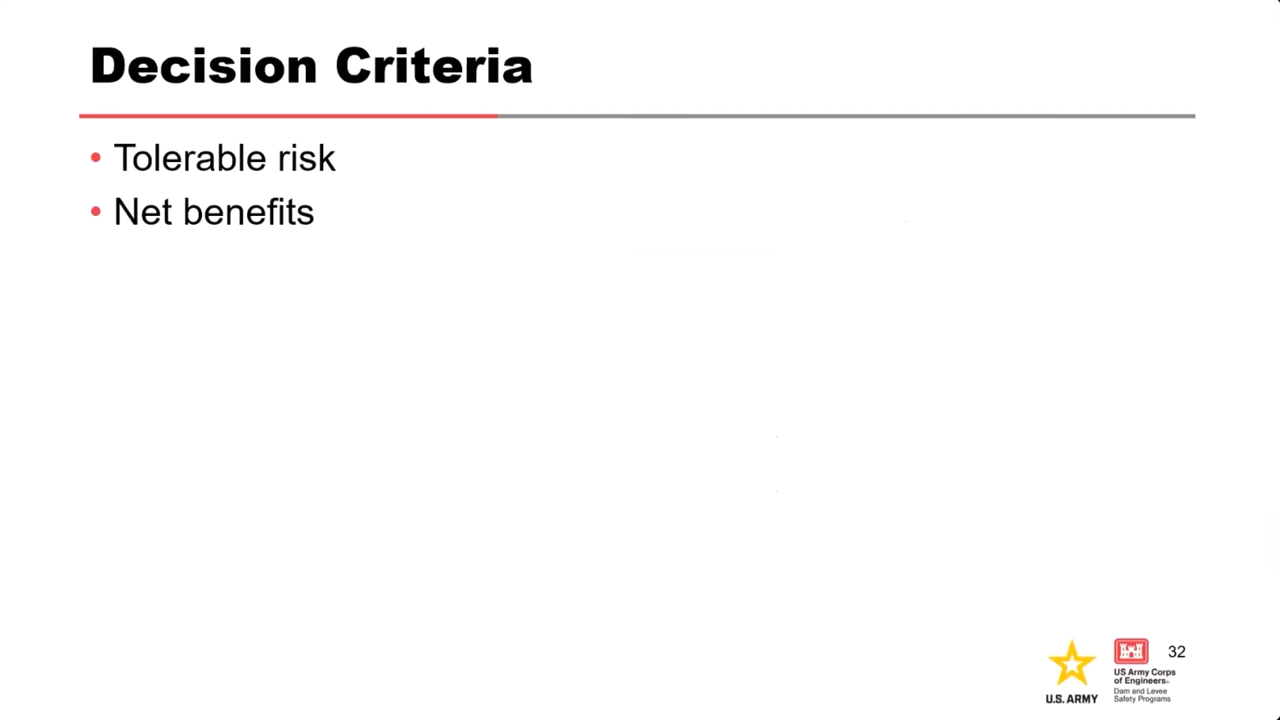 Decision Criteria
• Tolerable risk
• Net benefits
32
US Army Corps
of Engineers®
U.S. ARMY
Dam and Levee
Safety Programs